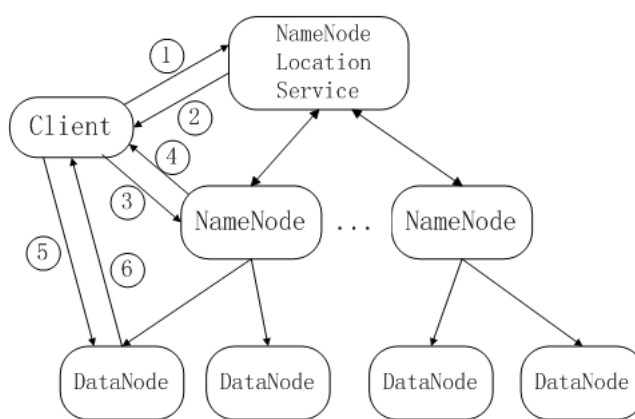 NameNode
Location
Service
①
②
Client
④
③
NameNode ... NameNode
⑤
⑥
DataNode DataNode DataNode DataNode